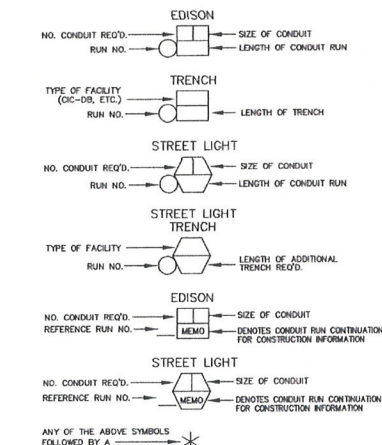 EDISON
NO. CONDUIT REQ'D.
SIZE OF CONDUIT
RUN NO.
LENGTH OF CONDUIT RUN
TRENCH
TYPE OF FACILITY
(CIC-DB, ETC.)
RUN NO.
LENGTH OF TRENCH
STREET LIGHT
NO. CONDUIT REQ'D.
SIZE OF CONDUIT
RUN NO.
LENGTH OF CONDUIT RUN
STREET LIGHT
TRENCH
TYPE OF FACILITY
RUN NO.
LENGTH OF ADDITIONAL
TRENCH REQ'D.
EDISON
NO. CONDUIT REQ'D.
SIZE OF CONDUIT
REFERENCE RUN NO.
MEMO
DENOTES CONDUIT RUN CONTINUATION
FOR CONSTRUCTION INFORMATION
STREET LIGHT
NO. CONDUIT REQ'D.
SIZE OF CONDUIT
REFERENCE RUN NO.
MEMO
DENOTES CONDUIT RUN CONTINUATION
FOR CONSTRUCTION INFORMATION
ANY OF THE ABOVE SYMBOLS
FOLLOWED BY A